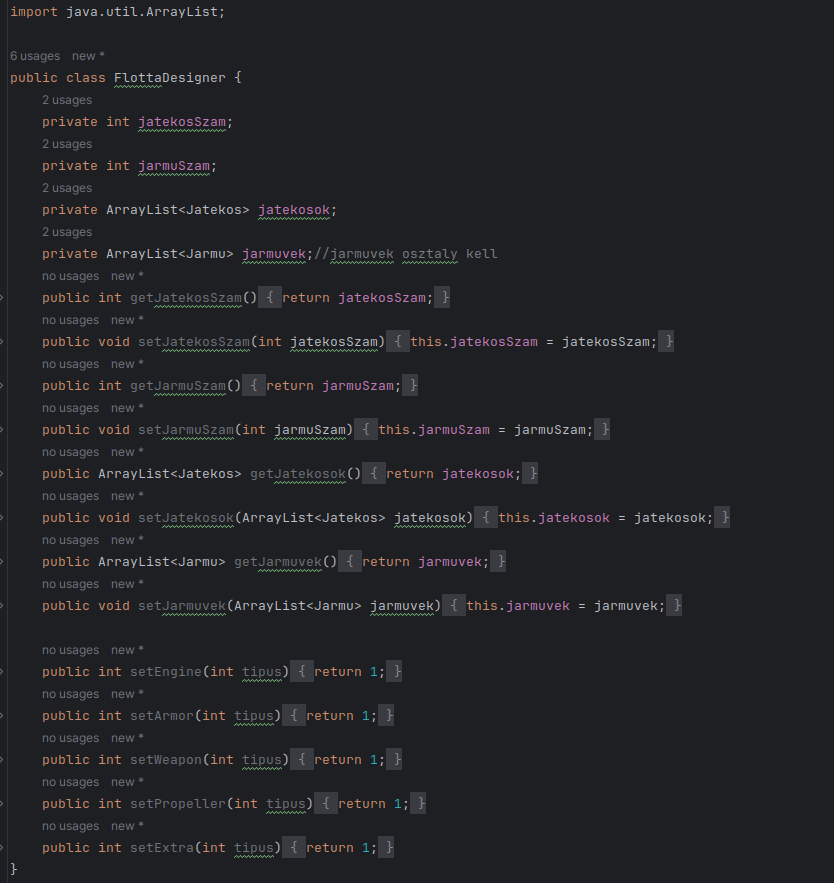 import java.util.ArrayList;
6 usages   new *
public class FlottaDesigner {
2 usages
private int jatekosSzam;
2 usages
private int jarmuSzam;
2 usages
private ArrayList<Jatekos> jatekosok;
2 usages
private ArrayList<Jarmu> jarmuvek;//jarmuvek osztaly kell
no usages   new *
public int getJatekosSzam() { return jatekosSzam; }
no usages   new *
public void setJatekosSzam(int jatekosSzam) { this.jatekosSzam = jatekosSzam; }
no usages   new *
public int getJarmuSzam() { return jarmuSzam; }
no usages   new *
public void setJarmuSzam(int jarmuSzam) { this.jarmuSzam = jarmuSzam; }
no usages   new *
public ArrayList<Jatekos> getJatekosok() { return jatekosok; }
no usages   new *
public void setJatekosok(ArrayList<Jatekos> jatekosok) { this.jatekosok = jatekosok; }
no usages   new *
public ArrayList<Jarmu> getJarmuvek() { return jarmuvek; }
no usages   new *
public void setJarmuvek(ArrayList<Jarmu> jarmuvek) { this.jarmuvek = jarmuvek; }
no usages   new *
public int setEngine(int tipus) { return 1; }
no usages   new *
public int setArmor(int tipus) { return 1; }
no usages   new *
public int setWeapon(int tipus) { return 1; }
no usages   new *
public int setPropeller(int tipus) { return 1; }
no usages   new *
public int setExtra(int tipus) { return 1; }
}